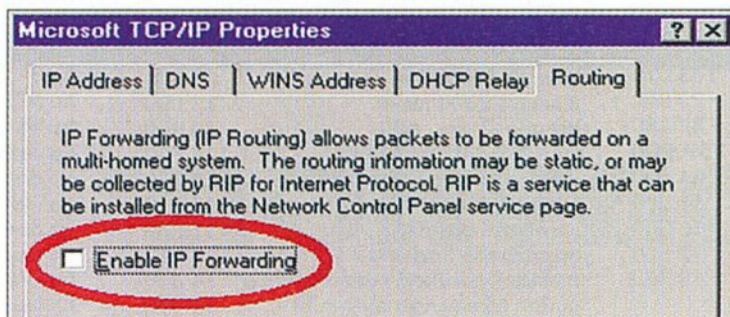 Microsoft TCP/IP Properties
? X
IP Address DNS WINS Address DHCP Relay Routing
IP Forwarding (IP Routing) allows packets to be forwarded on a
multi-homed system. The routing infomation may be static, or may
be collected by RIP for Internet Protocol. RIP is a service that can
be installed from the Network Control Panel service page.
Enable IP Forwarding